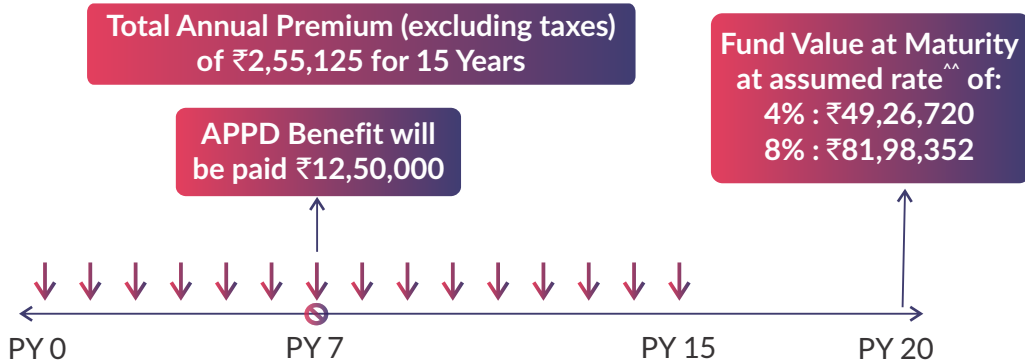 Total Annual Premium (excluding taxes)
of ₹2,55,125 for 15 Years
Fund Value at Maturity
at assumed rate^^ of:
4% : ₹49,26,720
8% : ₹81,98,352
APPD Benefit will
be paid ₹12,50,000
PY 0
PY 7
PY 15
PY 20